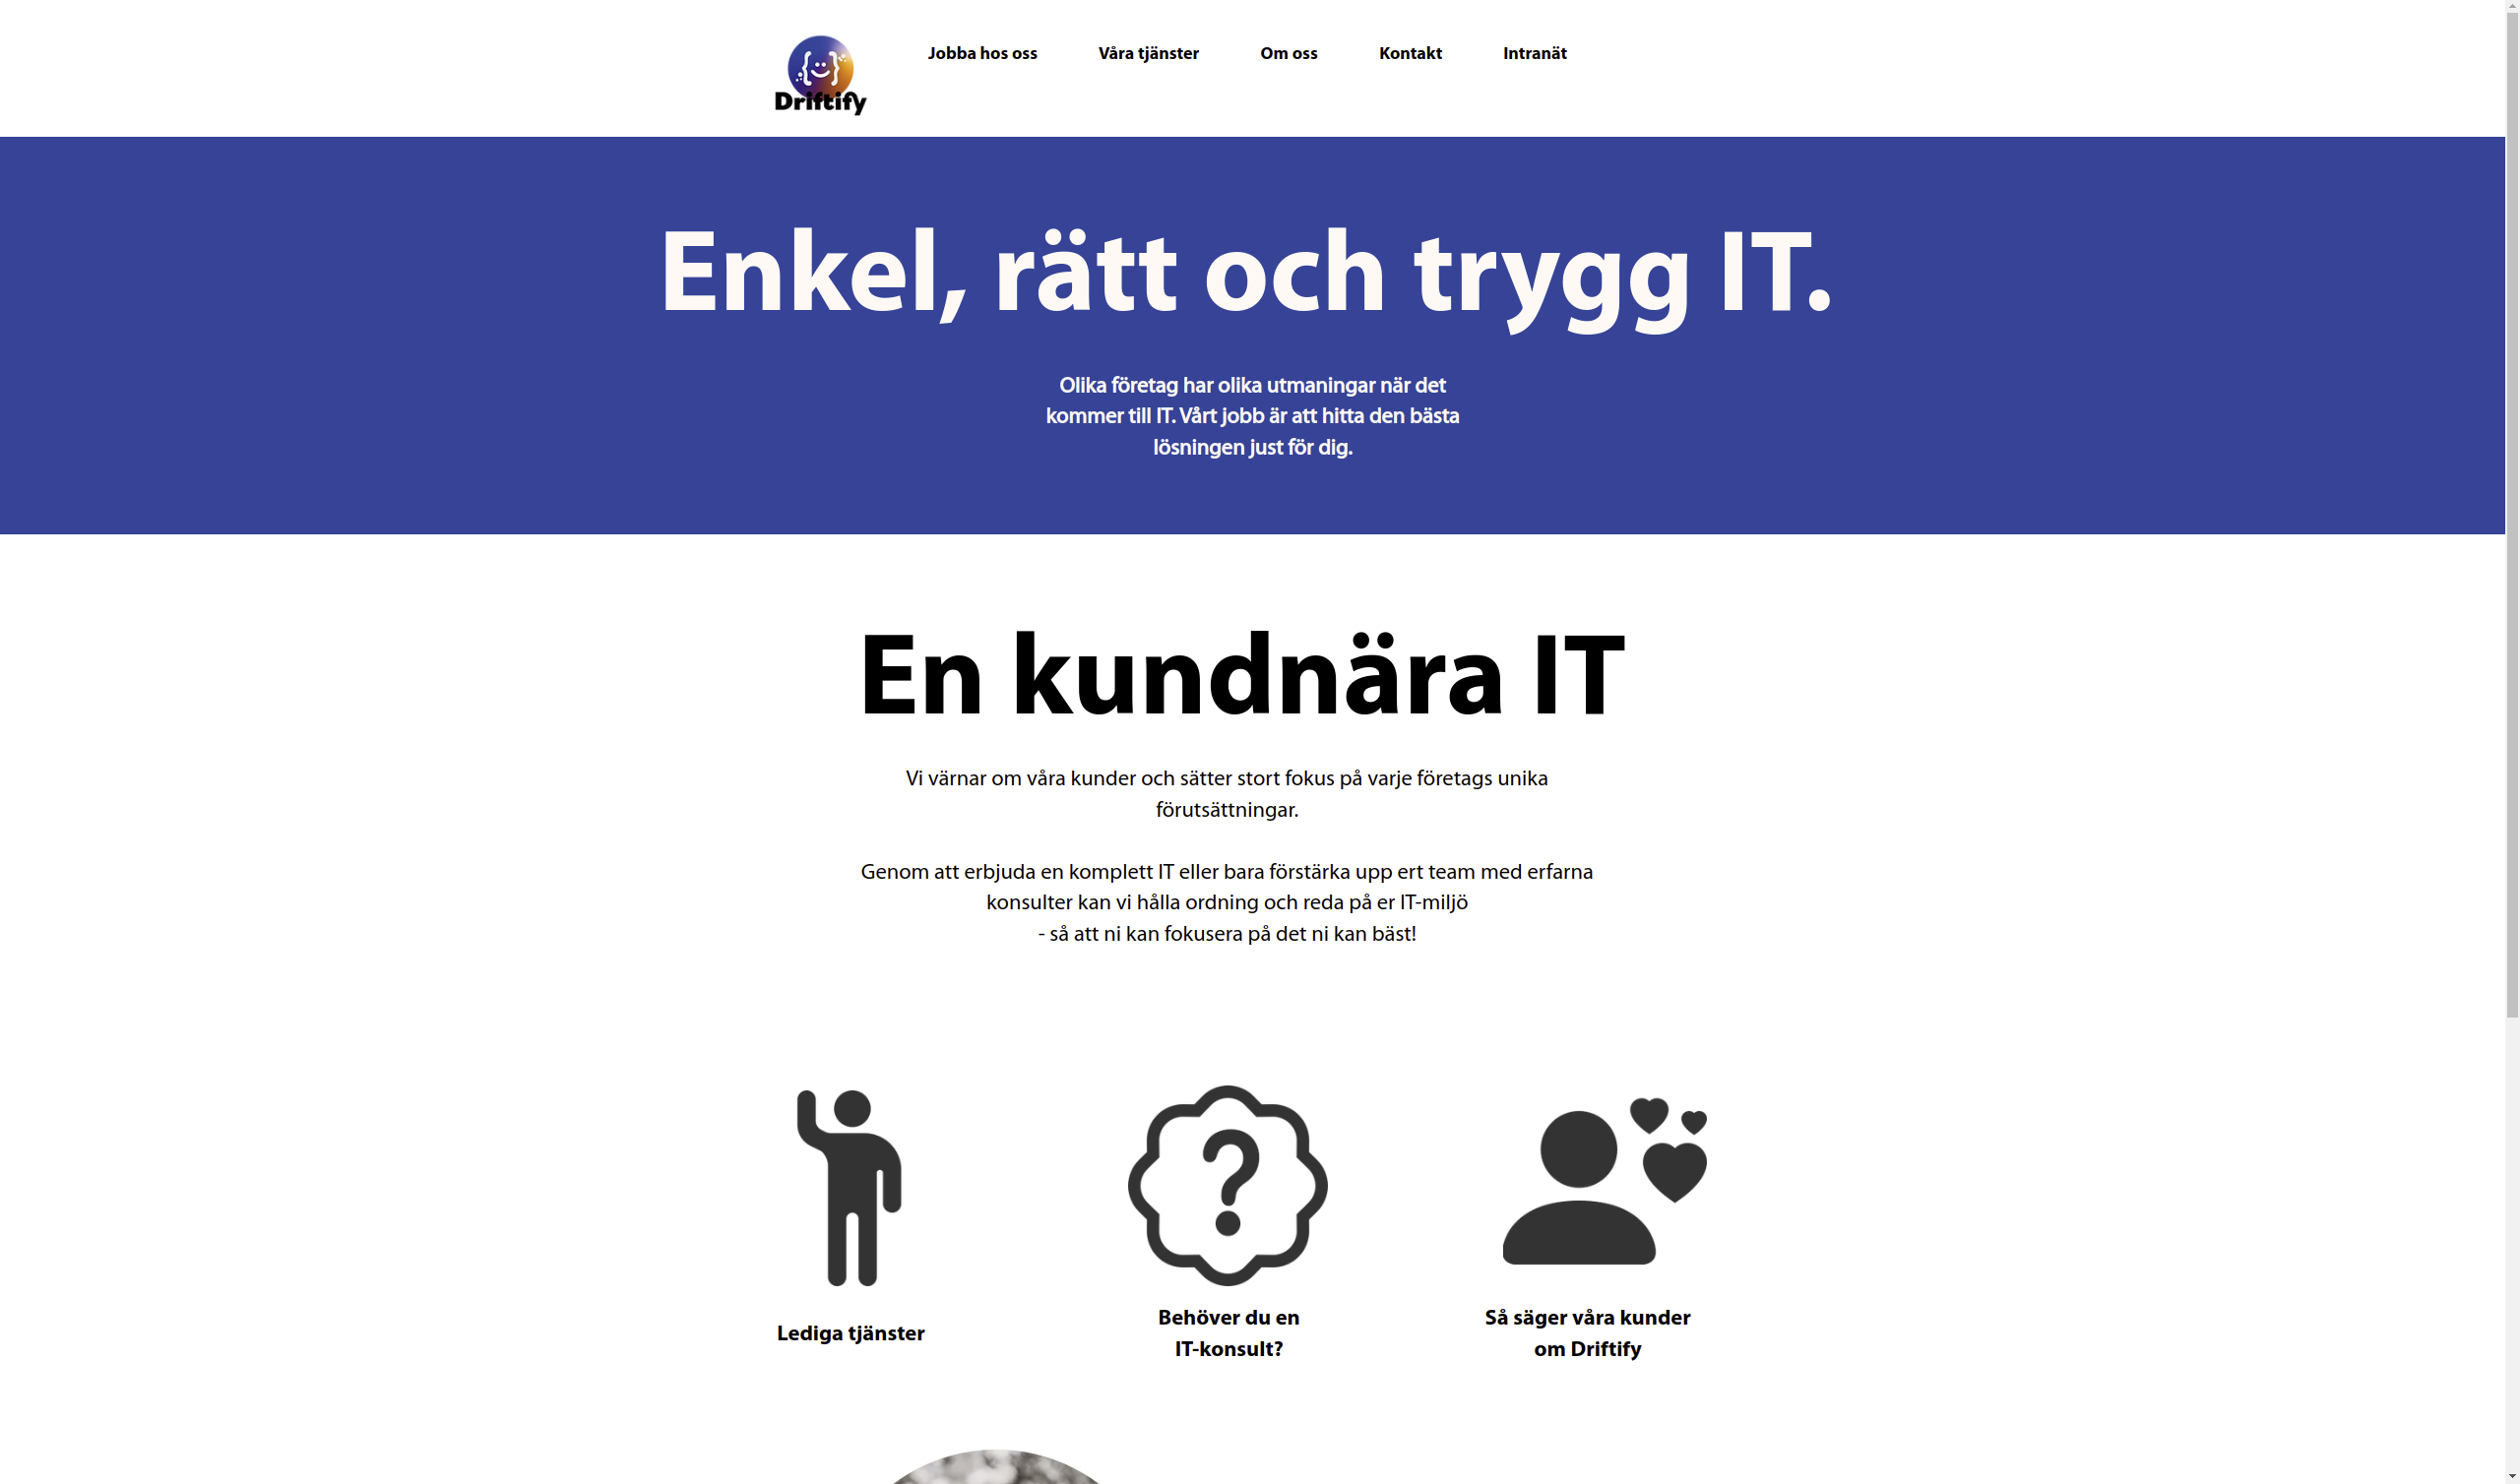 Driftify
Jobba hos oss
Våra tjänster
Om oss
Kontakt
Intranät
Enkel, rätt och trygg IT.
Olika företag har olika utmaningar när det
kommer till IT. Vårt jobb är att hitta den bästa
lösningen just för dig.
En kundnära IT
Vi värnar om våra kunder och sätter stort fokus på varje företags unika
förutsättningar.
Genom att erbjuda en komplett IT eller bara förstärka upp ert team med erfarna
konsulter kan vi hålla ordning och reda på er IT-miljö
- så att ni kan fokusera på det ni kan bäst!
Lediga tjänster
Behöver du en
IT-konsult?
Så säger våra kunder
om Driftify